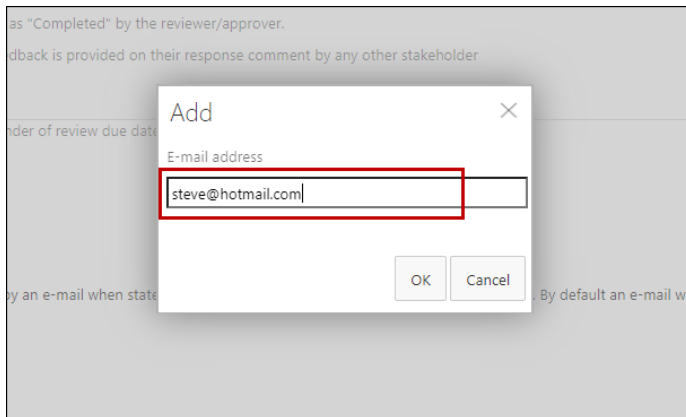 as "Completed" by the reviewer/approver.
dback is provided on their response comment by any other stakeholder
Add
nder of review due date
E-mail address
steve@hotmail.com
OK
Cancel
by an e-mail when state
. By default an e-mail w